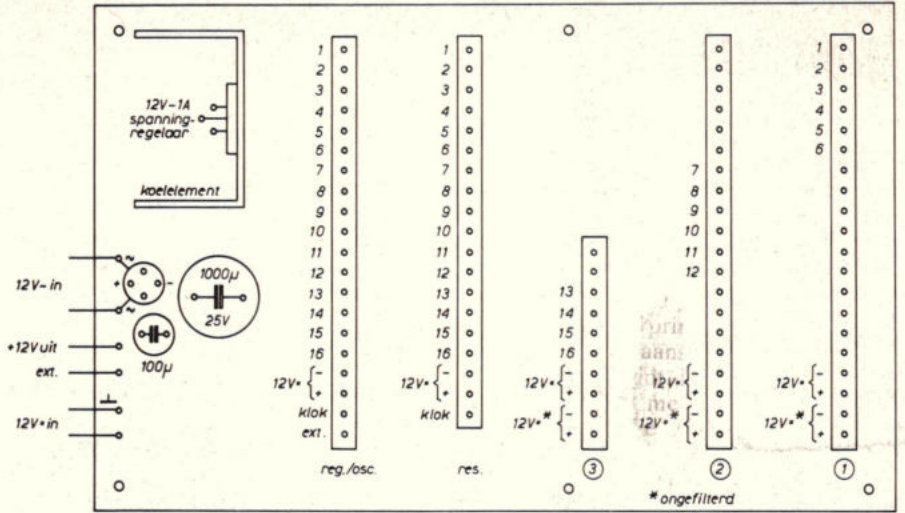 12V-1A
spanning-
regelaar
koelelement
12V~ in
~
+
-
~
1000µ
25V
100µ
+12V uit
ext.
⊥
12V* in
1
2
3
4
5
6
7
8
9
10
11
12
13
14
15
16
12V* { -
+
klok
ext.
reg./osc.
1
2
3
4
5
6
7
8
9
10
11
12
13
14
15
16
12V* { -
+
klok
res.
13
14
15
16
12V* { -
+
12V* { -
+
3
7
8
9
10
11
12
12V* { -
+
12V* { -
+
2
1
2
3
4
5
6
12V* { -
+
12V* { -
+
1
* ongefilterd